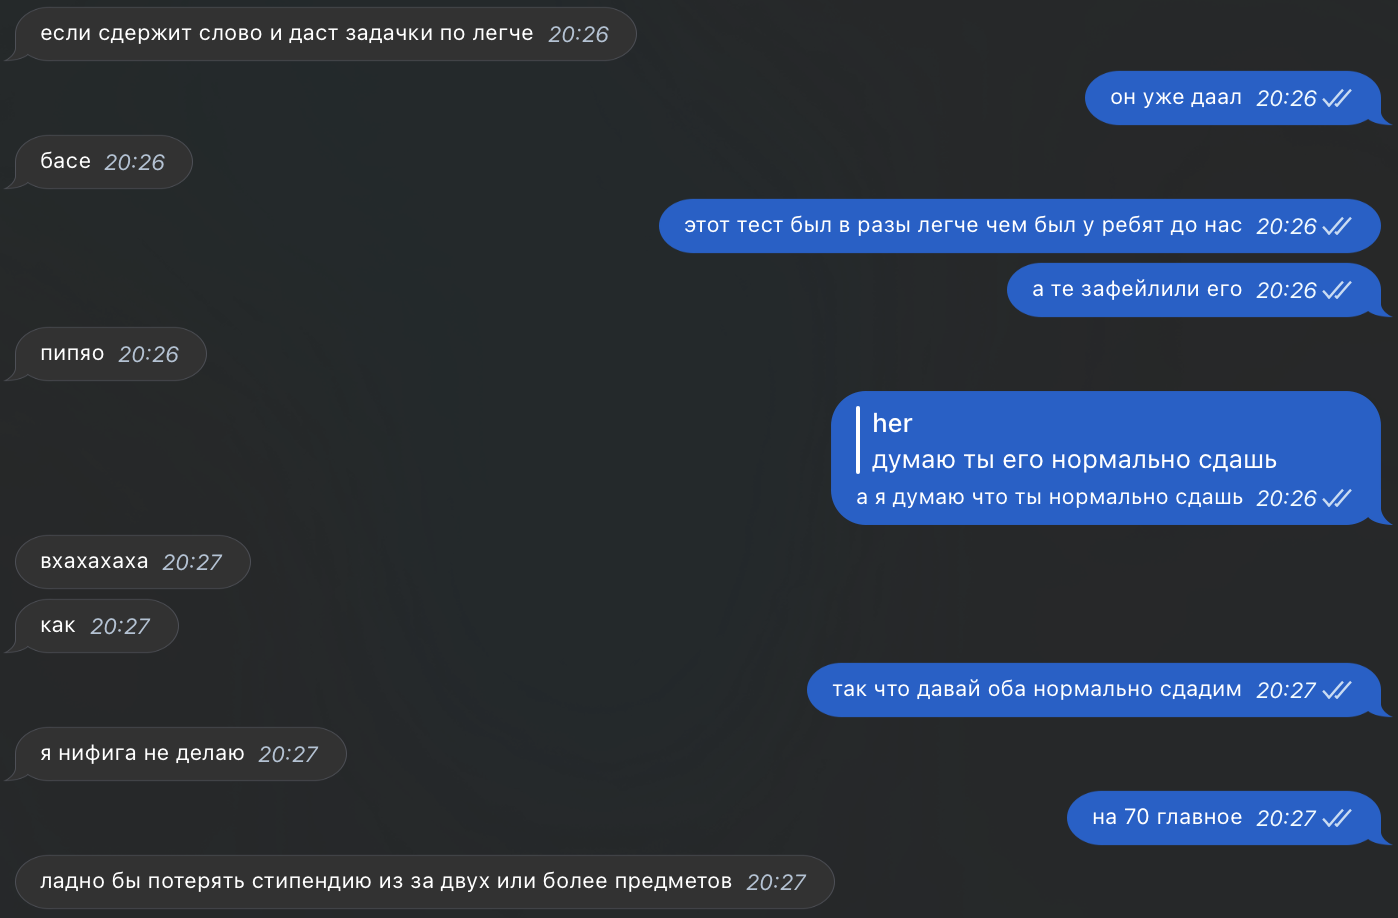 если сдержит слово и даст задачки по легче 20:26
он уже даал 20:26
басе 20:26
этот тест был в разы легче чем был у ребят до нас 20:26
а те зафейлили его 20:26
пипяо 20:26
her
думаю ты его нормально сдашь
а я думаю что ты нормально сдашь 20:26
вхахахаха 20:27
как 20:27
так что давай оба нормально сдадим 20:27
я нифига не делаю 20:27
на 70 главное 20:27
ладно бы потерять стипендию из за двух или более предметов 20:27